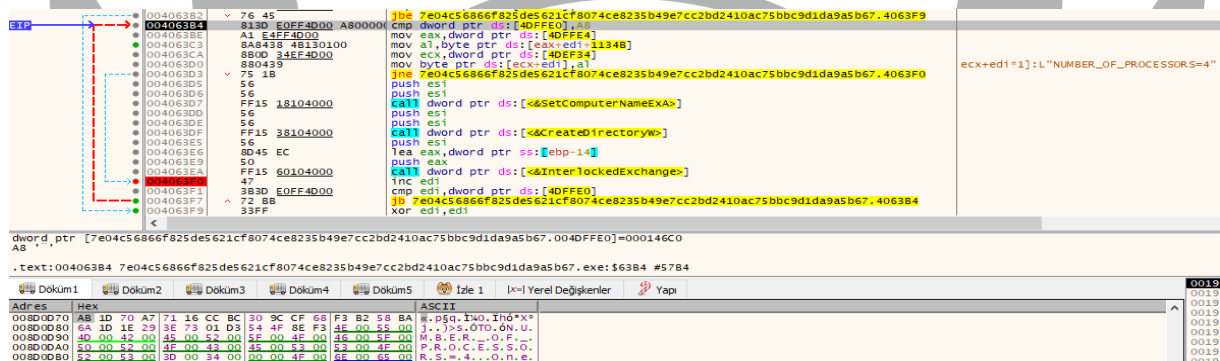 004063B2 76 45 jbe 7e04c56866f825de5621cf8074ce8235b49e7cc2bd2410ac75bbc9d1da9a5b67.4063F9
EIP 004063B4 813D E0FF4D00 A800000 cmp dword ptr ds:[4DFFE0],A8
004063BE A1 E4FF4D00 mov eax,dword ptr ds:[4DFFE4]
004063C3 8A8438 4B130100 mov al,byte ptr ds:[eax+edi+1134B]
004063CA 8B0D 34EF4D00 mov ecx,dword ptr ds:[4DEF34]
004063D0 880439 mov byte ptr ds:[ecx+edi],al ecx+edi*1]:L"NUMBER_OF_PROCESSORS=4"
004063D3 75 1B jne 7e04c56866f825de5621cf8074ce8235b49e7cc2bd2410ac75bbc9d1da9a5b67.4063F0
004063D5 56 push esi
004063D6 56 push esi
004063D7 FF15 18104000 call dword ptr ds:[<&SetComputerNameExA>]
004063DD 56 push esi
004063DE 56 push esi
004063DF FF15 38104000 call dword ptr ds:[<&CreateDirectoryW>]
004063E5 56 push esi
004063E6 8D45 EC lea eax,dword ptr ss:[ebp-14]
004063E9 50 push eax
004063EA FF15 60104000 call dword ptr ds:[<&InterlockedExchange>]
004063F0 47 inc edi
004063F1 3B3D E0FF4D00 cmp edi,dword ptr ds:[4DFFE0]
004063F7 72 BB jb 7e04c56866f825de5621cf8074ce8235b49e7cc2bd2410ac75bbc9d1da9a5b67.4063B4
004063F9 33FF xor edi,edi
dword ptr [7e04c56866f825de5621cf8074ce8235b49e7cc2bd2410ac75bbc9d1da9a5b67.004DFFE0]=000146C0
A8 '¨'
.text:004063B4 7e04c56866f825de5621cf8074ce8235b49e7cc2bd2410ac75bbc9d1da9a5b67.exe:$63B4 #57B4
Döküm1 Döküm2 Döküm3 Döküm4 Döküm5 İzle 1 [x=] Yerel Değişkenler Yapı
Adres Hex ASCII
008D0D70 AB 1D 70 A7 71 16 CC BC 30 9C CF 68 F3 B2 58 BA «.p§q.̼0.Ïhó²Xº
008D0D80 6A 1D 1E 29 3E 73 01 D3 54 4F 8E F3 4E 00 55 00 j..)>s.ÓTO.óN.U.
008D0D90 4D 00 42 00 45 00 52 00 5F 00 4F 00 46 00 5F 00 M.B.E.R._.O.F._.
008D0DA0 50 00 52 00 4F 00 43 00 45 00 53 00 53 00 4F 00 P.R.O.C.E.S.S.O.
008D0DB0 52 00 53 00 3D 00 34 00 00 00 4F 00 6E 00 65 00 R.S.=.4...O.n.e.
0019
0019
0019
0019
0019
0019
0019